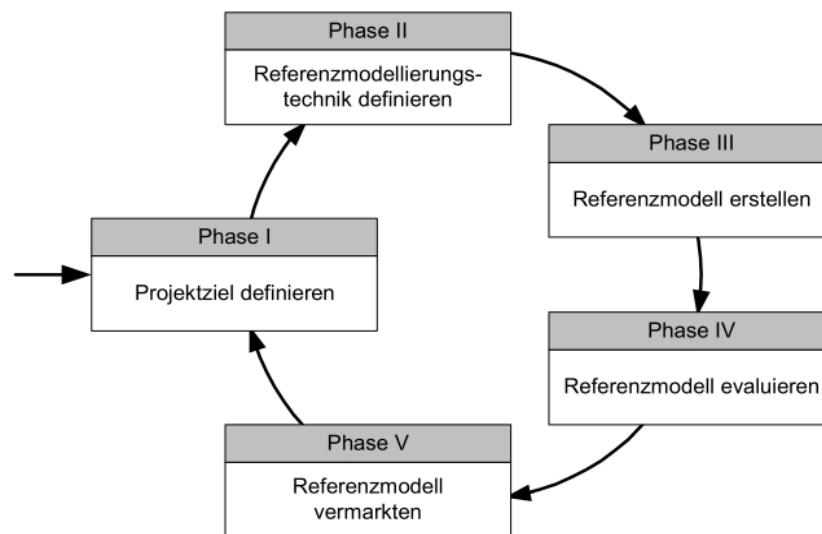 Phase I
Projektziel definieren
Phase II
Referenzmodellierungs-
technik definieren
Phase III
Referenzmodell erstellen
Phase IV
Referenzmodell evaluieren
Phase V
Referenzmodell
vermarkten